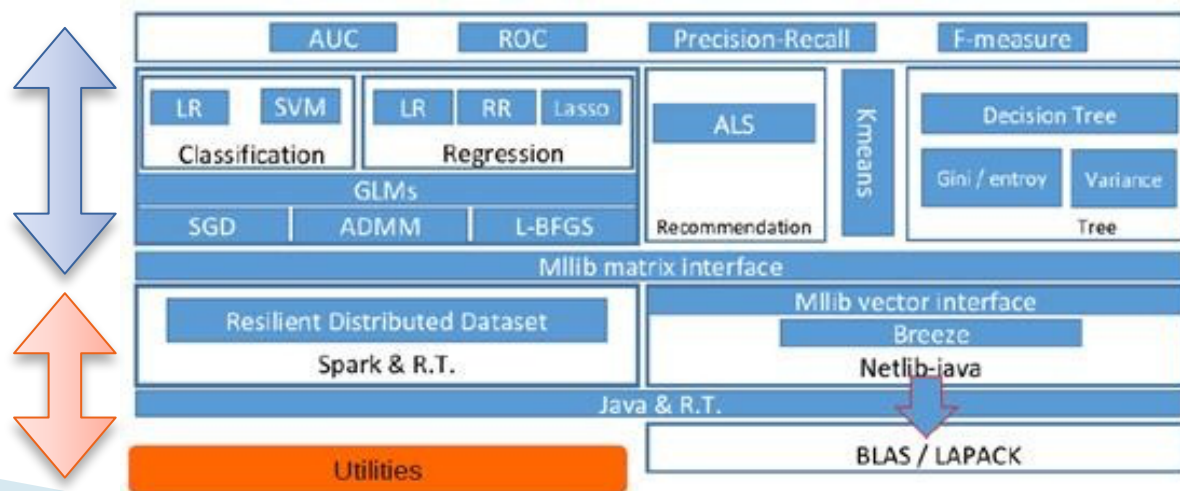 AUC ROC Precision-Recall F-measure
LR SVM
Classification
LR RR Lasso
Regression
GLMs
SGD ADMM L-BFGS
ALS
Recommendation
Kmeans
Decision Tree
Gini / entroy Variance
Tree
Mllib matrix interface
Resilient Distributed Dataset
Spark & R.T.
Mllib vector interface
Breeze
Netlib-java
Java & R.T.
BLAS / LAPACK
Utilities